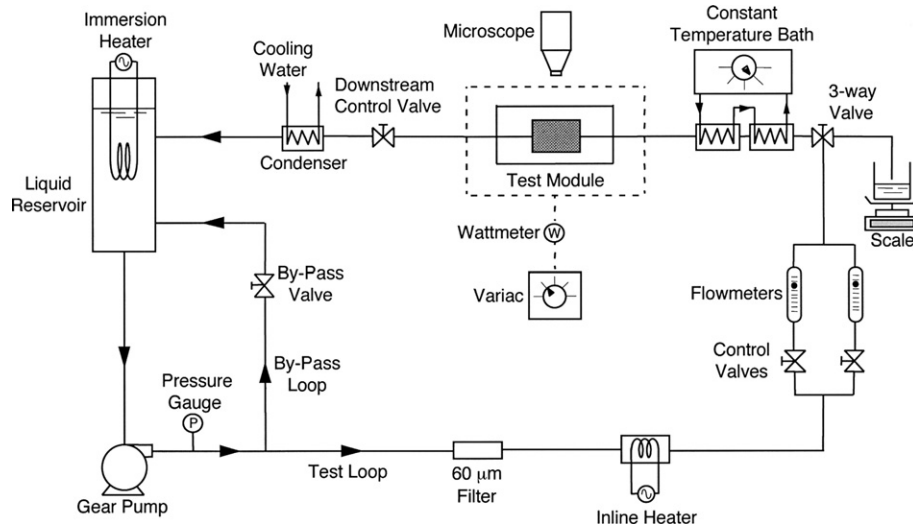 Immersion
Heater
Cooling
Water
Downstream
Control Valve
Microscope
Constant
Temperature Bath
3-way
Valve
Condenser
Test Module
Liquid
Reservoir
Scale
Wattmeter
W
By-Pass
Valve
Variac
Flowmeters
By-Pass
Loop
Control
Valves
Pressure
Gauge
P
Test Loop
60 μm
Filter
Gear Pump
Inline Heater